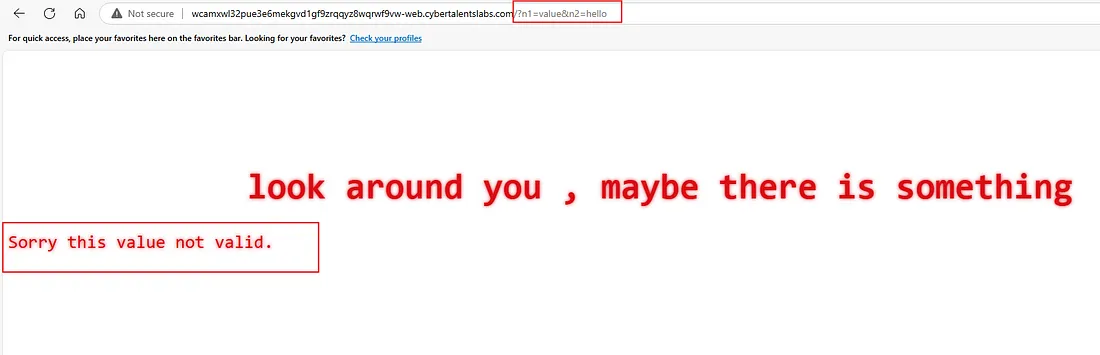 Not secure
wcamxwl32pue3e6mekgvd1gf9zrqqyz8wqrwf9vw-web.cybertalentslabs.com/?n1=value&n2=hello
For quick access, place your favorites here on the favorites bar. Looking for your favorites? Check your profiles
look around you , maybe there is something
Sorry this value not valid.